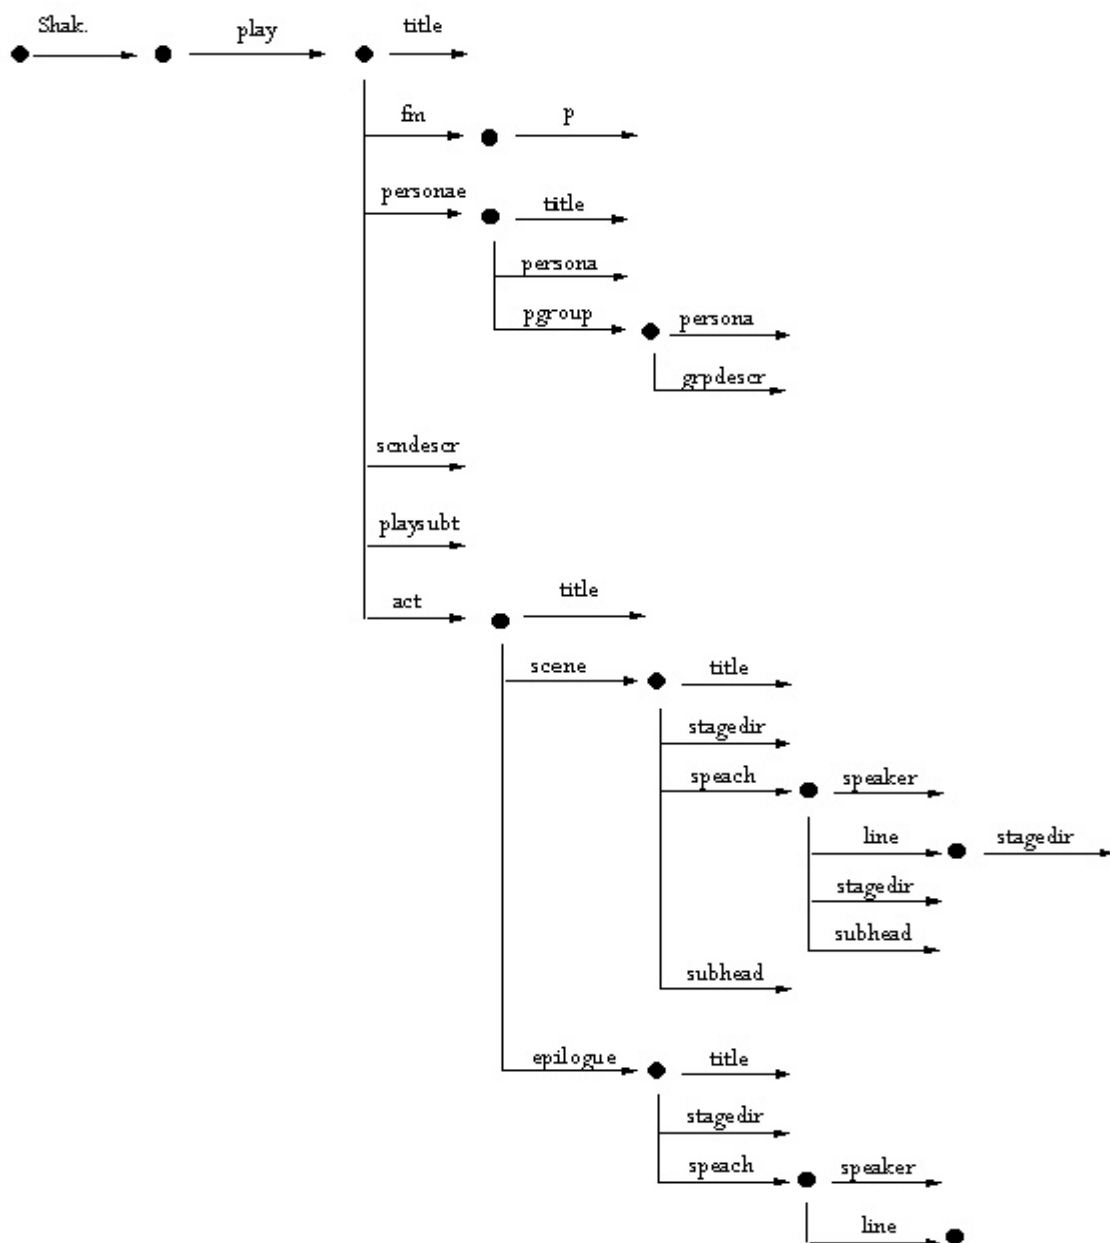 Shak. play title
fm p
personae title
persona
pgroup persona
grpdescr
scndescr
playsubt
act title
scene title
stagedir
speach speaker
line stagedir
stagedir
subhead
subhead
epilogue title
stagedir
speach speaker
line